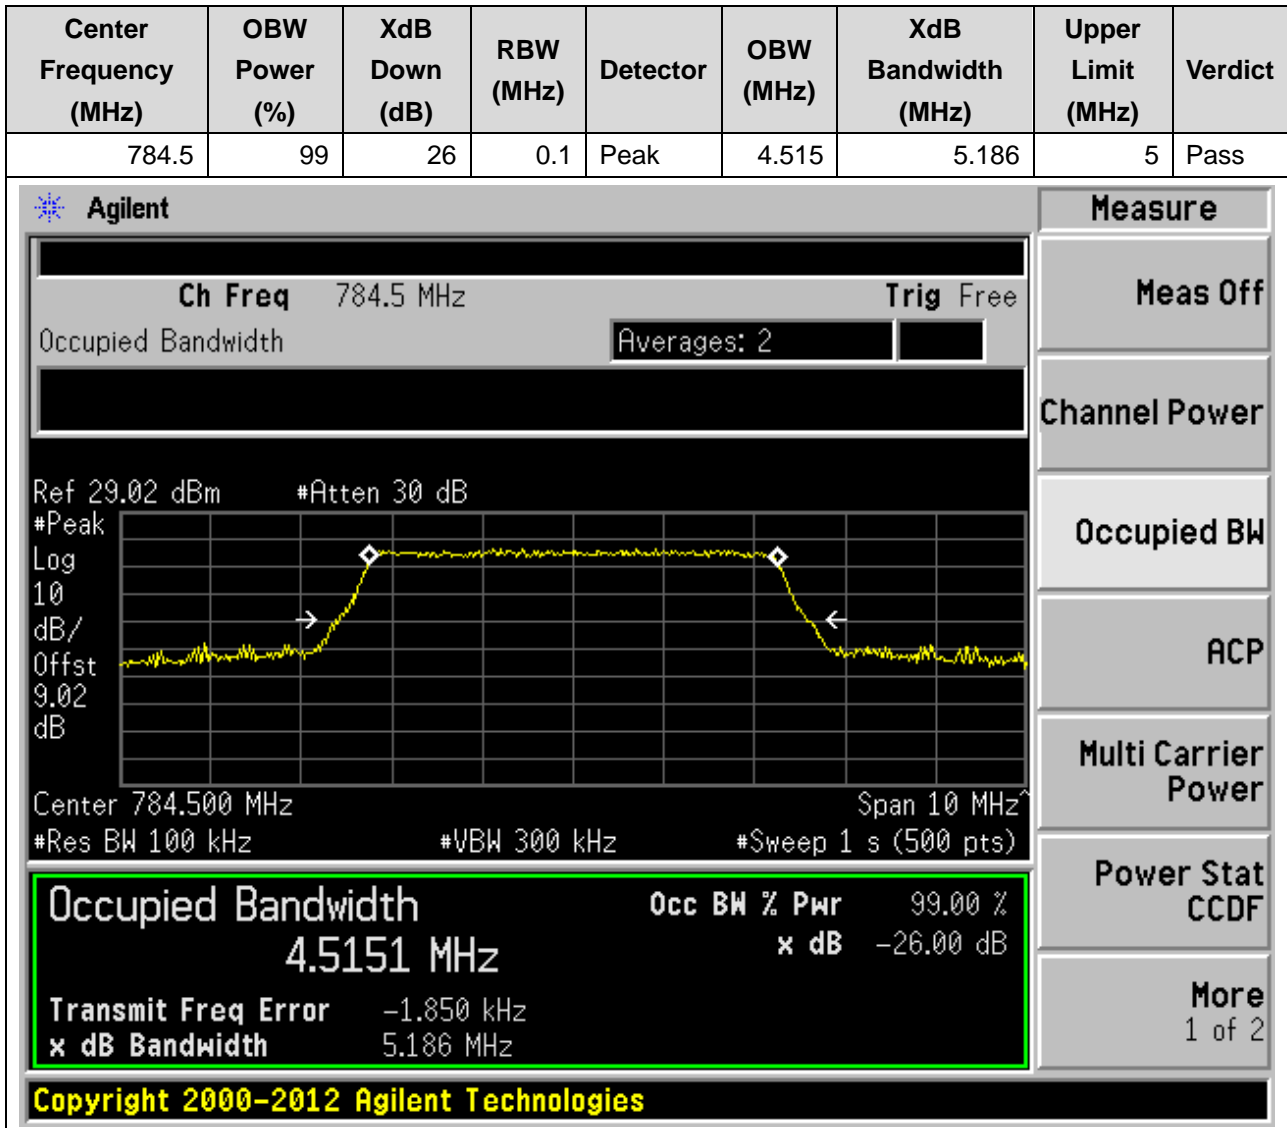 Center Frequency (MHz) OBW Power (%) XdB Down (dB) RBW (MHz) Detector OBW (MHz) XdB Bandwidth (MHz) Upper Limit (MHz) Verdict
784.5 99 26 0.1 Peak 4.515 5.186 5 Pass
Agilent
Measure
Ch Freq 784.5 MHz Trig Free
Occupied Bandwidth Averages: 2
Meas Off
Channel Power
Occupied BW
ACP
Multi Carrier Power
Power Stat CCDF
More
1 of 2
Ref 29.02 dBm #Atten 30 dB
#Peak
Log
10
dB/
Offst
9.02
dB
Center 784.500 MHz Span 10 MHz^
#Res BW 100 kHz #VBW 300 kHz #Sweep 1 s (500 pts)
Occupied Bandwidth Occ BW % Pwr 99.00 %
4.5151 MHz x dB -26.00 dB
Transmit Freq Error -1.850 kHz
x dB Bandwidth 5.186 MHz
Copyright 2000-2012 Agilent Technologies